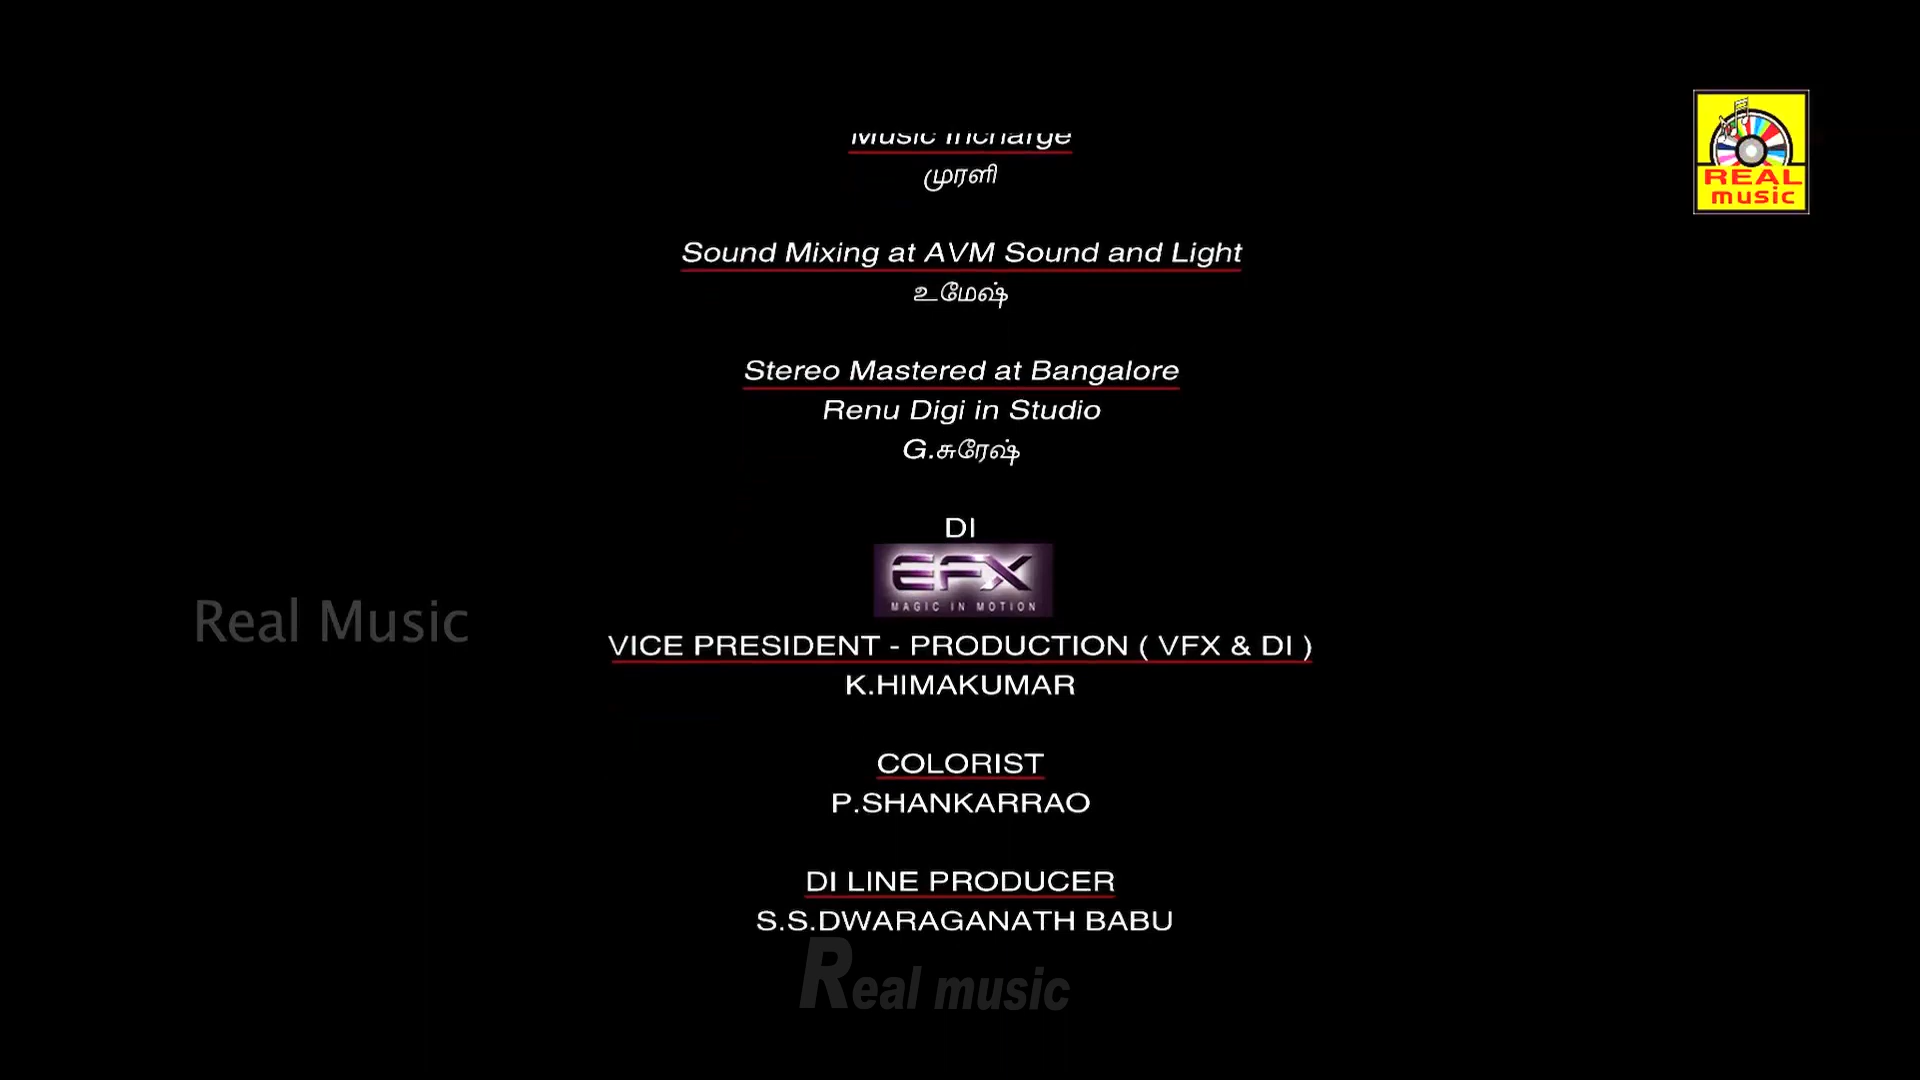 Music Incharge
முரளி
REAL
music
Sound Mixing at AVM Sound and Light
உமேஷ்
Stereo Mastered at Bangalore
Renu Digi in Studio
G.சுரேஷ்
DI
EFX
MAGIC IN MOTION
Real Music
VICE PRESIDENT - PRODUCTION ( VFX & DI )
K.HIMAKUMAR
COLORIST
P.SHANKARRAO
DI LINE PRODUCER
S.S.DWARAGANATH BABU
Real music